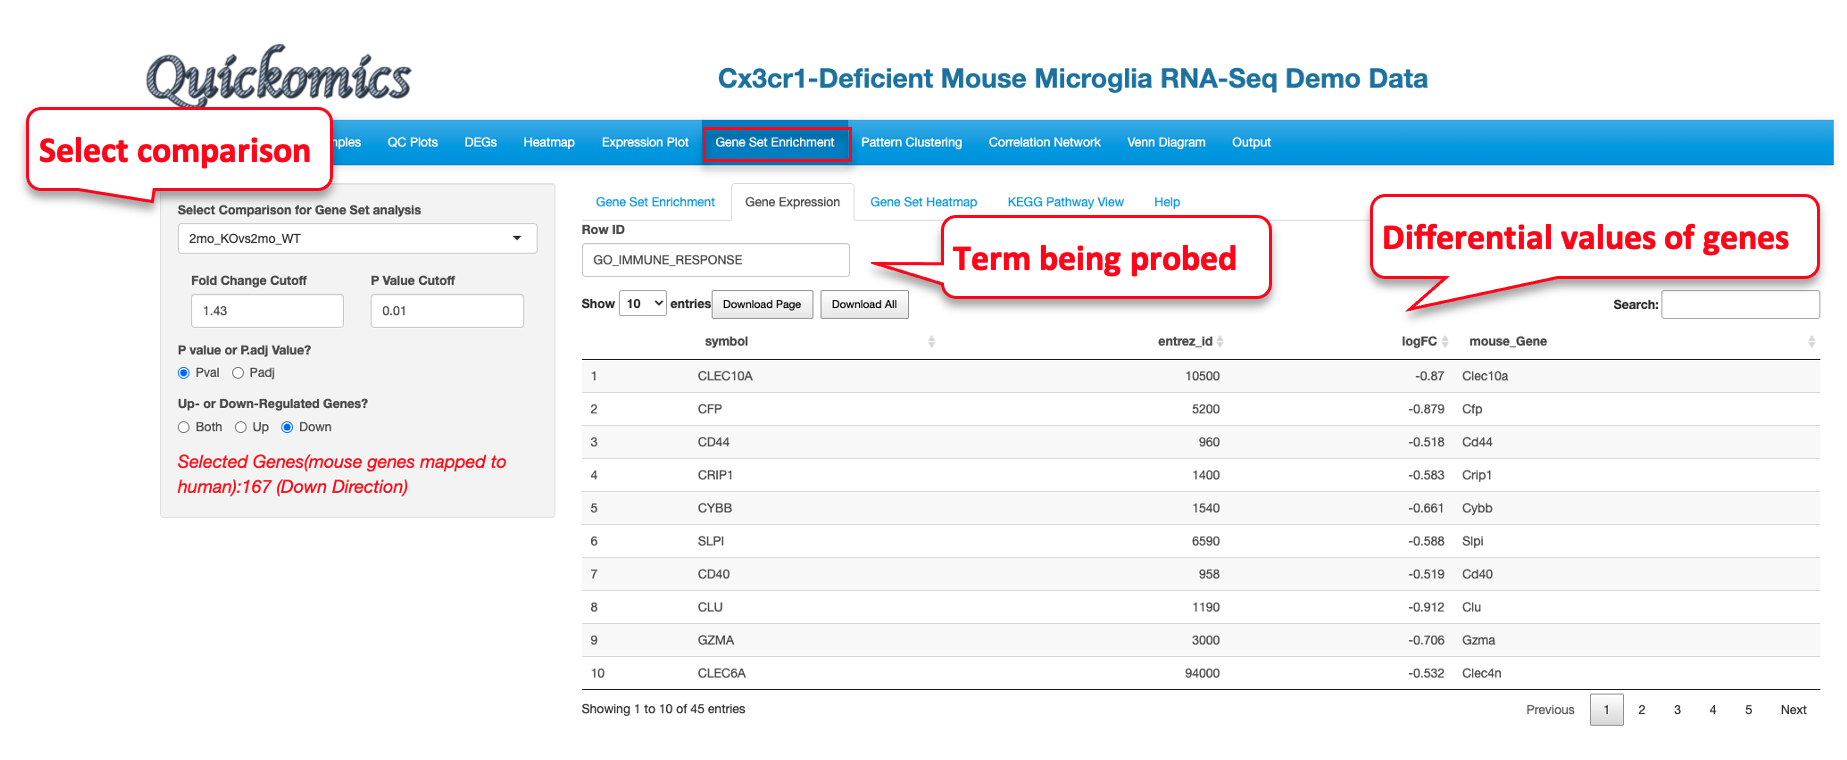 Quickomics
Cx3cr1-Deficient Mouse Microglia RNA-Seq Demo Data
Select comparison
QC Plots DEGs Heatmap Expression Plot Gene Set Enrichment Pattern Clustering Correlation Network Venn Diagram Output
Select Comparison for Gene Set analysis
2mo_KOvs2mo_WT
Fold Change Cutoff P Value Cutoff
1.43 0.01
P value or P.adj Value?
Pval Padj
Up- or Down-Regulated Genes?
Both Up Down
Selected Genes(mouse genes mapped to
human):167 (Down Direction)
Gene Set Enrichment Gene Expression Gene Set Heatmap KEGG Pathway View Help
Row ID
GO_IMMUNE_RESPONSE
Term being probed
Differential values of genes
Show 10 entries Download Page Download All Search:
symbol entrez_id logFC mouse_Gene
1 CLEC10A 10500 -0.87 Clec10a
2 CFP 5200 -0.879 Cfp
3 CD44 960 -0.518 Cd44
4 CRIP1 1400 -0.583 Crip1
5 CYBB 1540 -0.661 Cybb
6 SLPI 6590 -0.588 Slpi
7 CD40 958 -0.519 Cd40
8 CLU 1190 -0.912 Clu
9 GZMA 3000 -0.706 Gzma
10 CLEC6A 94000 -0.532 Clec4n
Showing 1 to 10 of 45 entries
Previous 1 2 3 4 5 Next